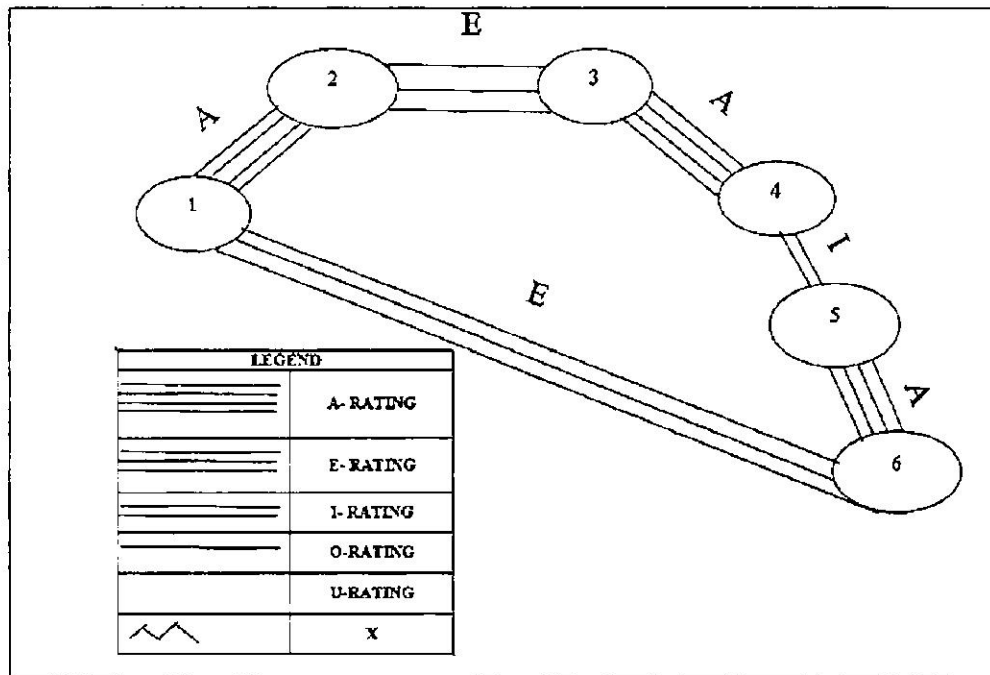 E
2
3
A
A
1
4
I
E
5
A
6
LEGEND
A- RATING
E- RATING
I- RATING
O-RATING
U-RATING
X